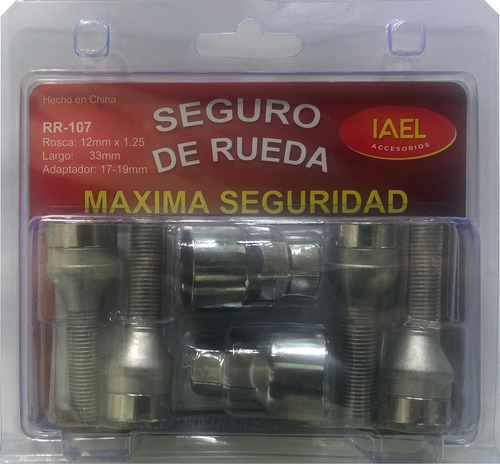 Hecho en China
RR-107
Rosca: 12mm x 1.25
Largo: 33mm
Adaptador: 17-19mm
SEGURO
DE RUEDA
IAEL
ACCESORIOS
MAXIMA SEGURIDAD